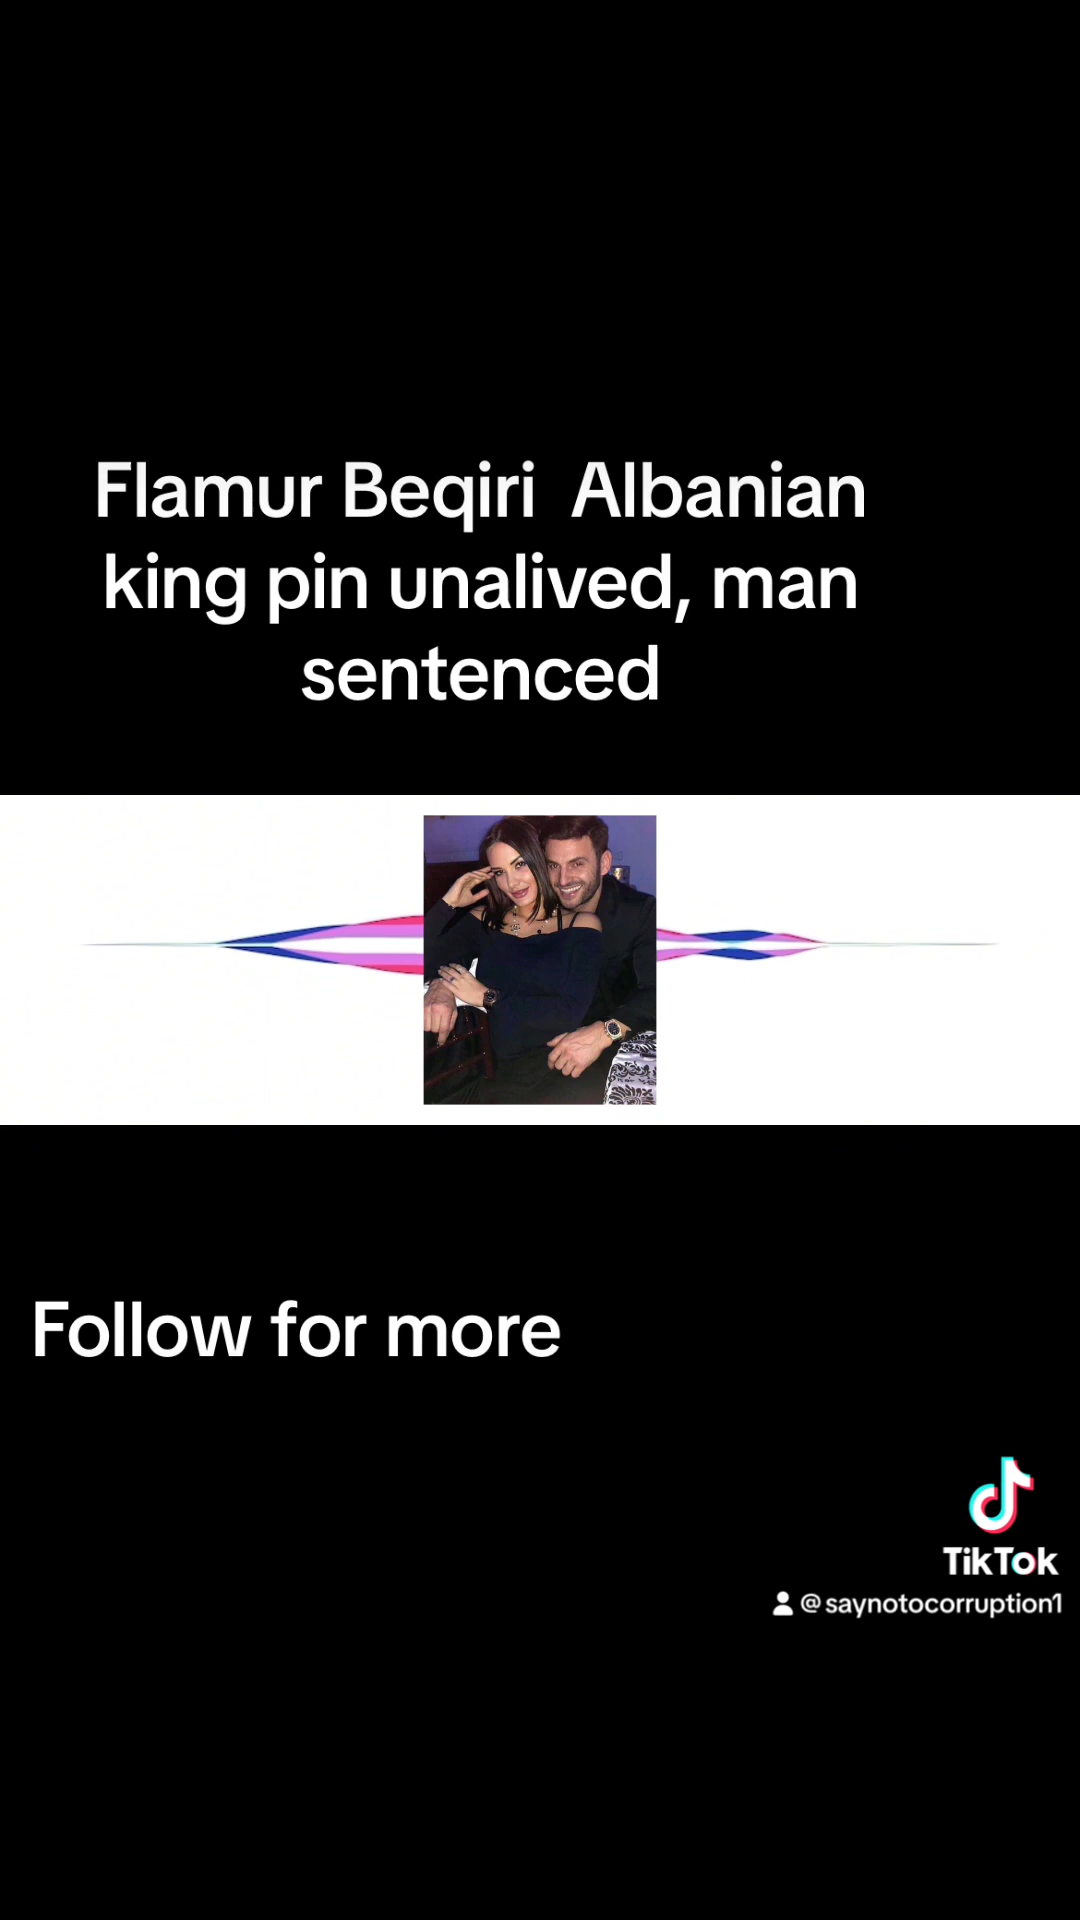 Flamur Beqiri  Albanian
king pin unalived, man
sentenced
Follow for more
TikTok
@saynotocorruption1